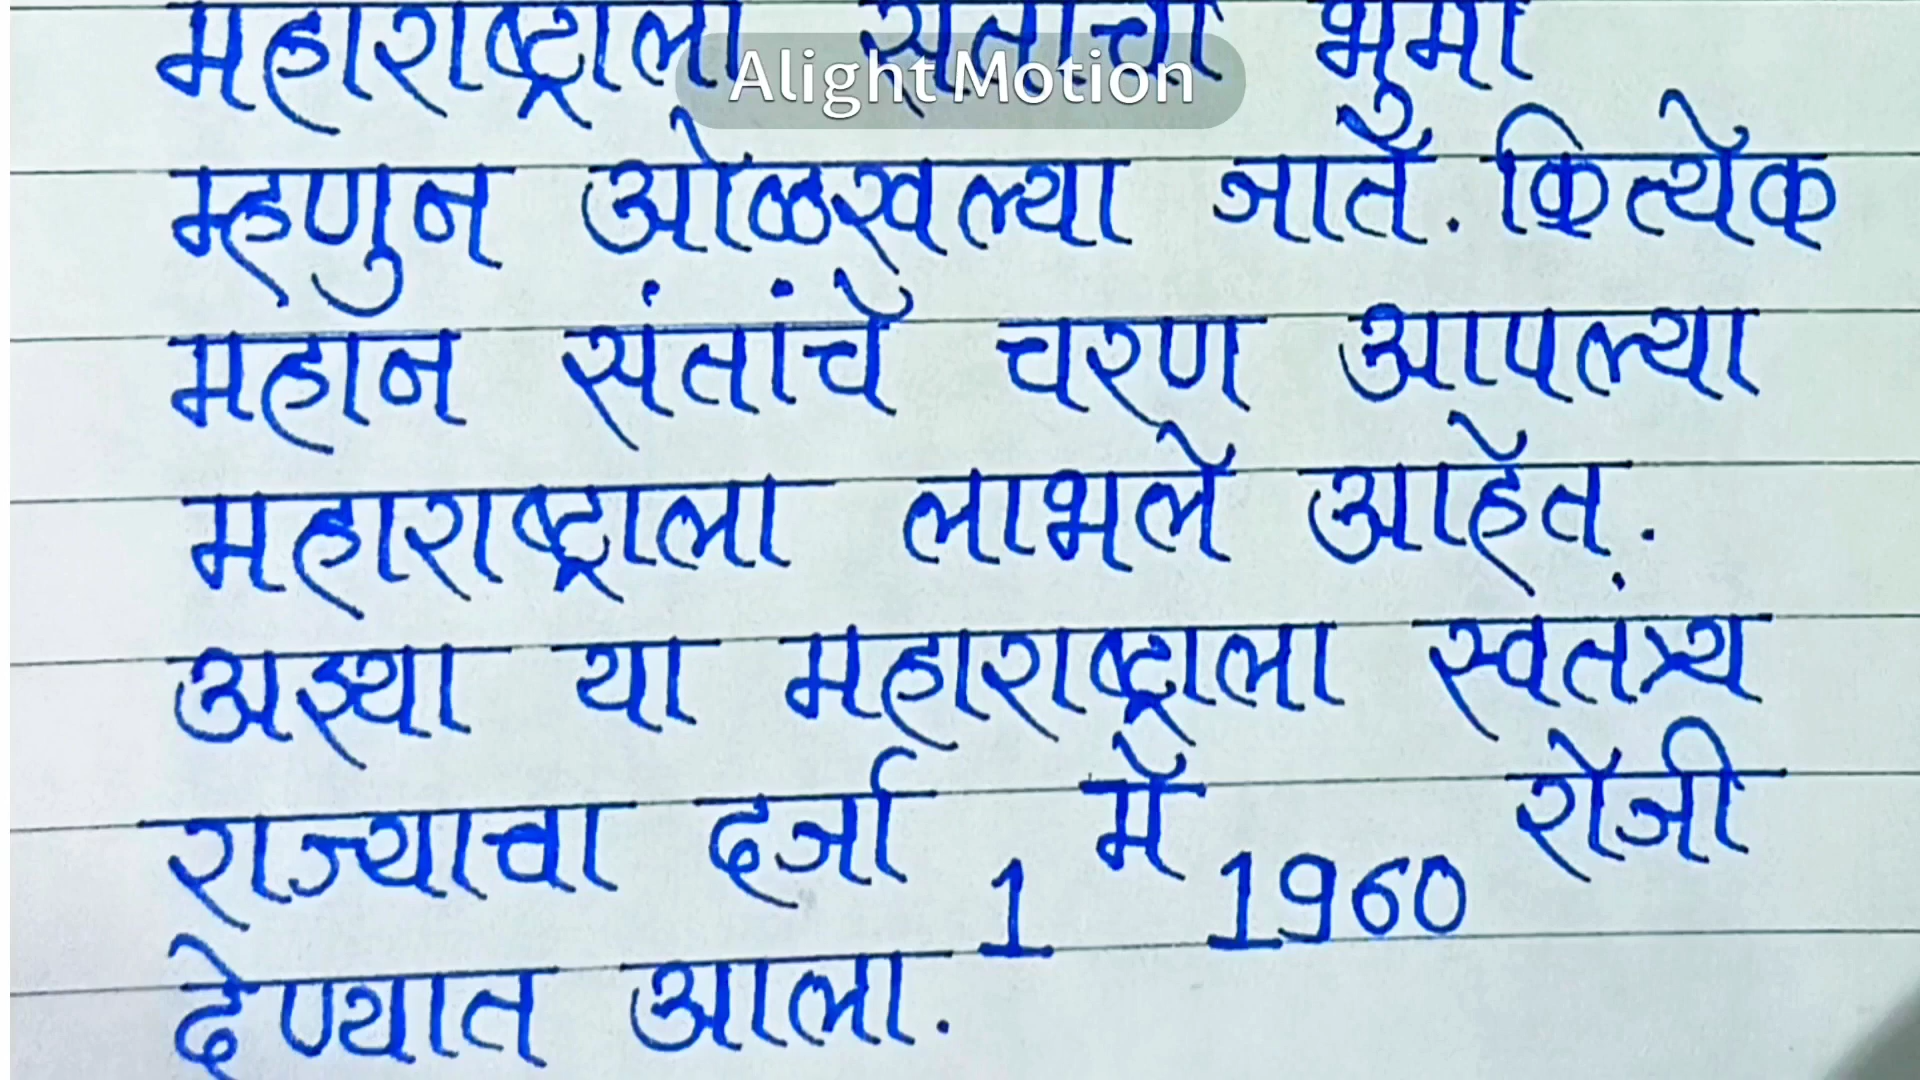 महाराष्ट्राला संतांची भुमी
Alight Motion
म्हणुन ओळखल्या जाते. कित्येक
महान संतांचे चरण आपल्या
महाराष्ट्राला लाभले आहेत.
अश्या या महाराष्ट्राला स्वतंत्र्य
राज्याचा दर्जा 1 मे 1960 रोजी
देण्यात आला.